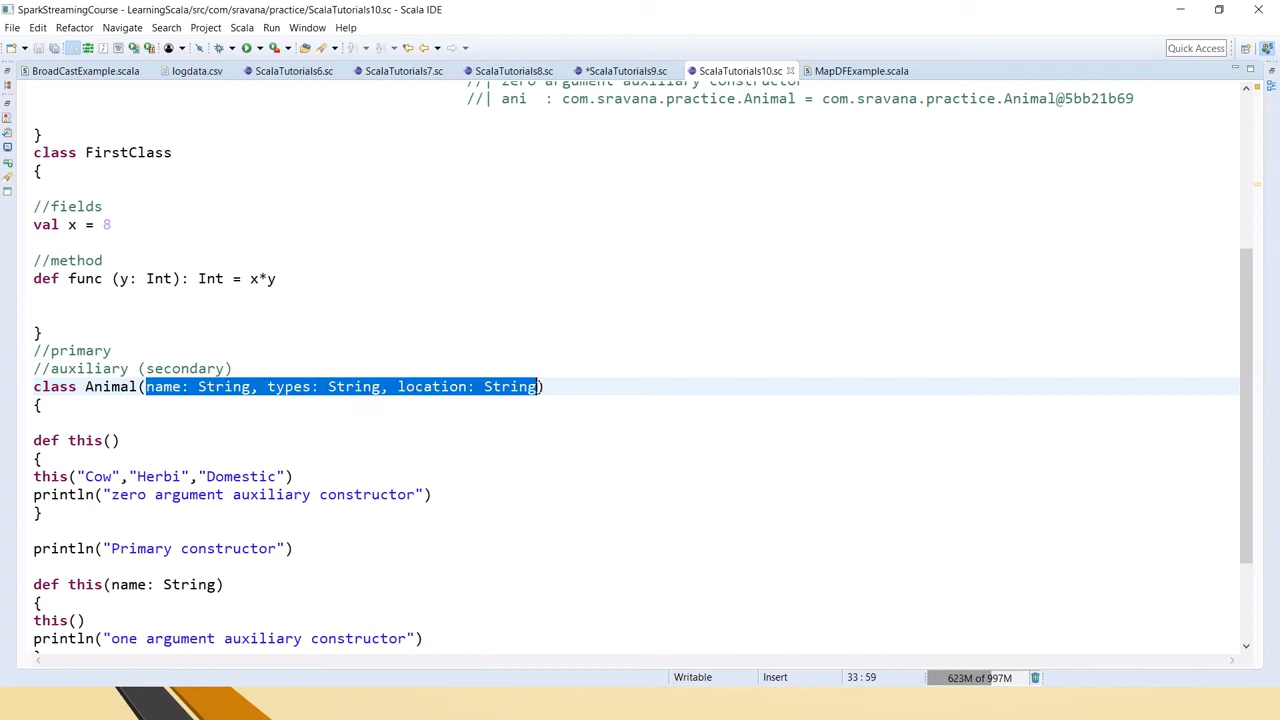 SparkStreamingCourse - LearningScala/src/com/sravana/practice/ScalaTutorials10.sc - Scala IDE
File Edit Refactor Navigate Search Project Scala Run Window Help
Quick Access
BroadCastExample.scala logdata.csv ScalaTutorials6.sc ScalaTutorials7.sc ScalaTutorials8.sc *ScalaTutorials9.sc ScalaTutorials10.sc MapDFExample.scala
//| zero argument auxiliary constructor
//| ani : com.sravana.practice.Animal = com.sravana.practice.Animal@5bb21b69
}
class FirstClass
{
//fields
val x = 8
//method
def func (y: Int): Int = x*y
}
//primary
//auxiliary (secondary)
class Animal(name: String, types: String, location: String)
{
def this()
{
this("Cow","Herbi","Domestic")
println("zero argument auxiliary constructor")
}
println("Primary constructor")
def this(name: String)
{
this()
println("one argument auxiliary constructor")
Writable Insert 33 : 59 623M of 997M